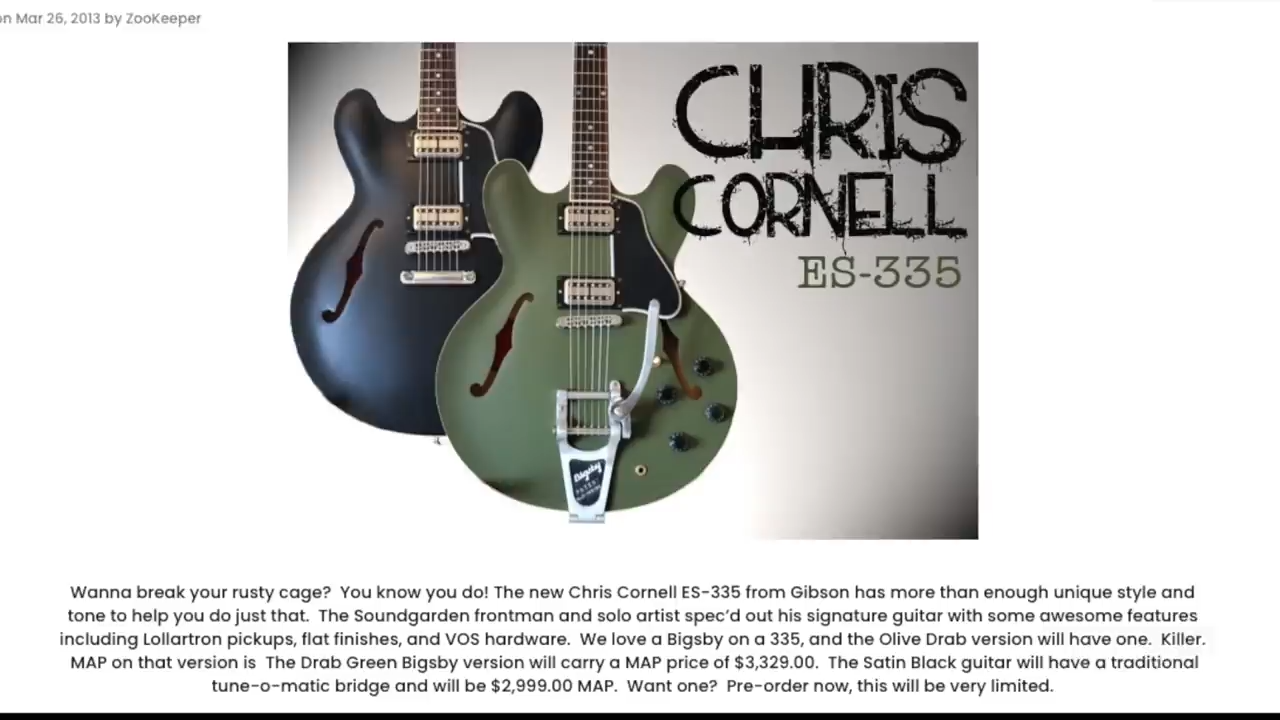 on Mar 26, 2013 by ZooKeeper
CHRIS
CORNELL
ES-335
Bigsby
Wanna break your rusty cage? You know you do! The new Chris Cornell ES-335 from Gibson has more than enough unique style and
tone to help you do just that. The Soundgarden frontman and solo artist spec'd out his signature guitar with some awesome features
including Lollartron pickups, flat finishes, and VOS hardware. We love a Bigsby on a 335, and the Olive Drab version will have one. Killer.
MAP on that version is The Drab Green Bigsby version will carry a MAP price of $3,329.00. The Satin Black guitar will have a traditional
tune-o-matic bridge and will be $2,999.00 MAP. Want one? Pre-order now, this will be very limited.